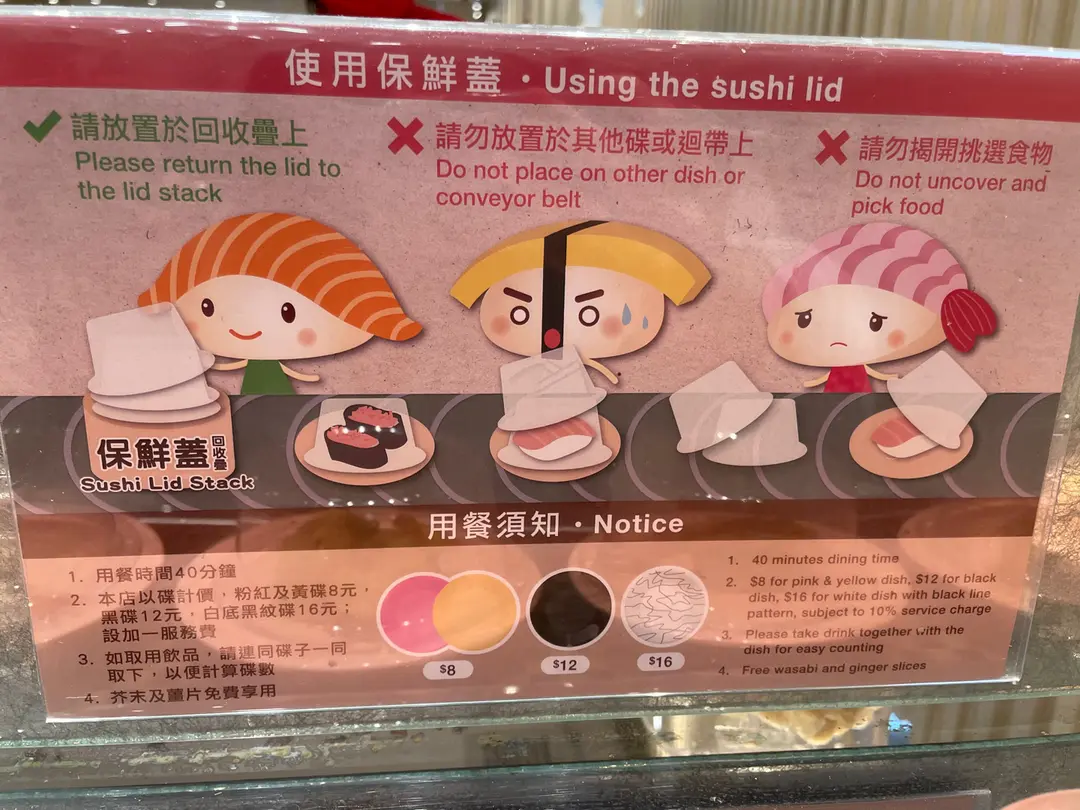 使用保鮮蓋・Using the sushi lid
請放置於回收疊上
Please return the lid to
the lid stack
請勿放置於其他碟或迴帶上
Do not place on other dish or
conveyor belt
請勿揭開挑選食物
Do not uncover and
pick food
保鮮蓋回收疊
Sushi Lid Stack
用餐須知・Notice
1. 用餐時間40分鐘
2. 本店以碟計價，粉紅及黃碟8元，
黑碟12元，白底黑紋碟16元；
設加一服務費
3. 如取用飲品，請連同碟子一同
取下，以便計算碟數
4. 芥末及薑片免費享用
$8
$12
$16
1. 40 minutes dining time
2. $8 for pink & yellow dish, $12 for black
dish, $16 for white dish with black line
pattern, subject to 10% service charge
3. Please take drink together with the
dish for easy counting
4. Free wasabi and ginger slices